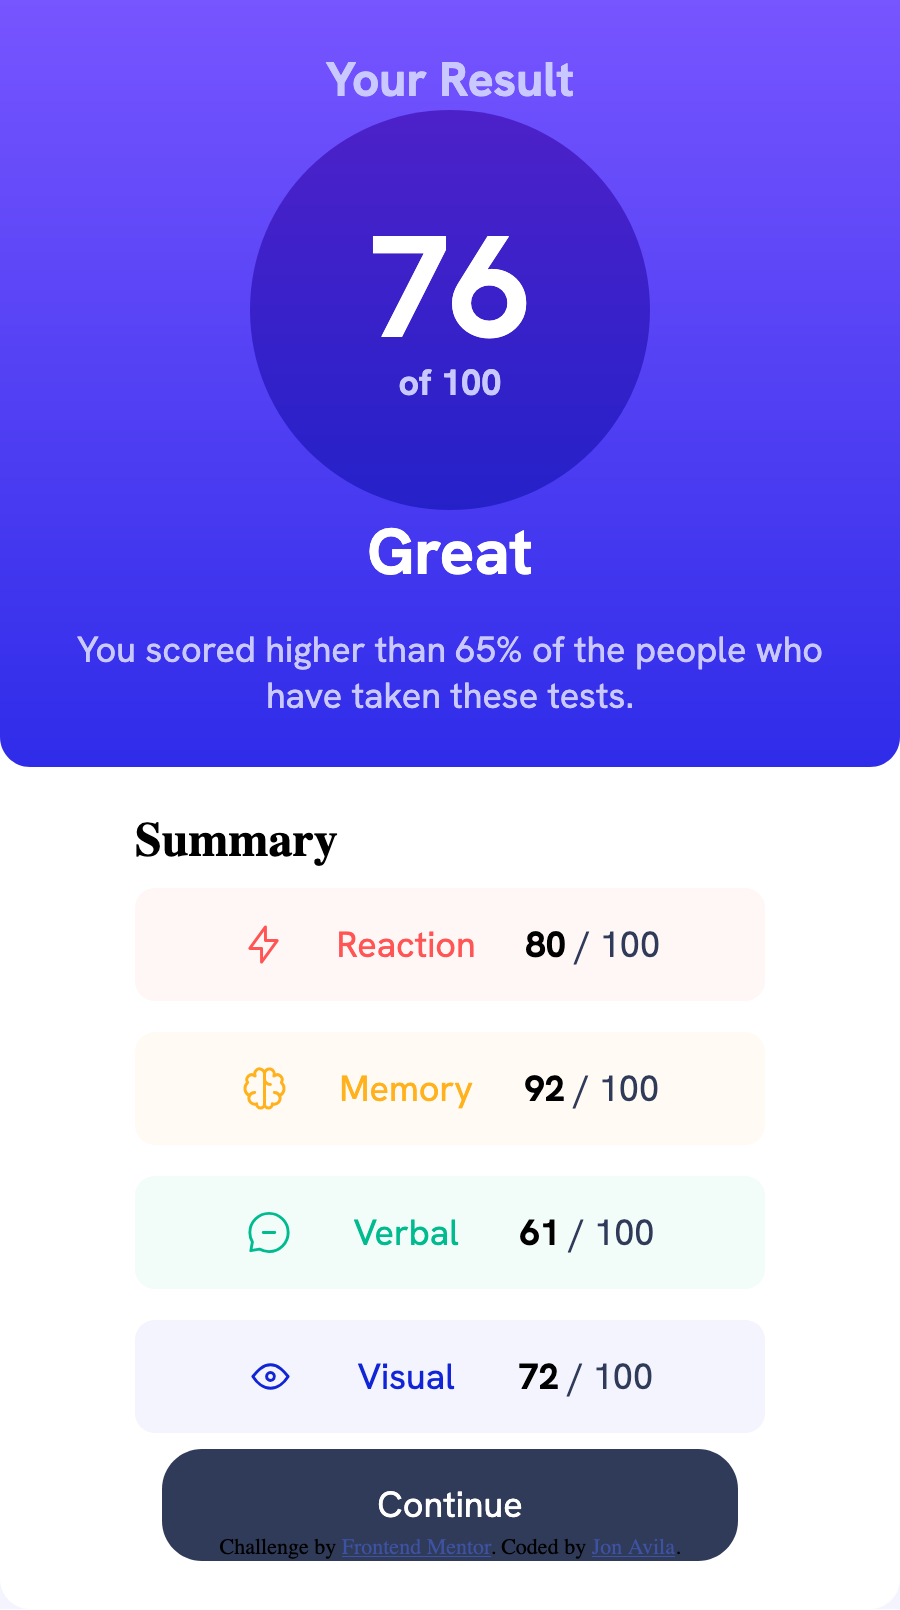 Your Result
76
of 100
Great
You scored higher than 65% of the people who
have taken these tests.
Summary
Reaction 80 / 100
Memory 92 / 100
Verbal 61 / 100
Visual 72 / 100
Continue
Challenge by Frontend Mentor. Coded by Jon Avila.